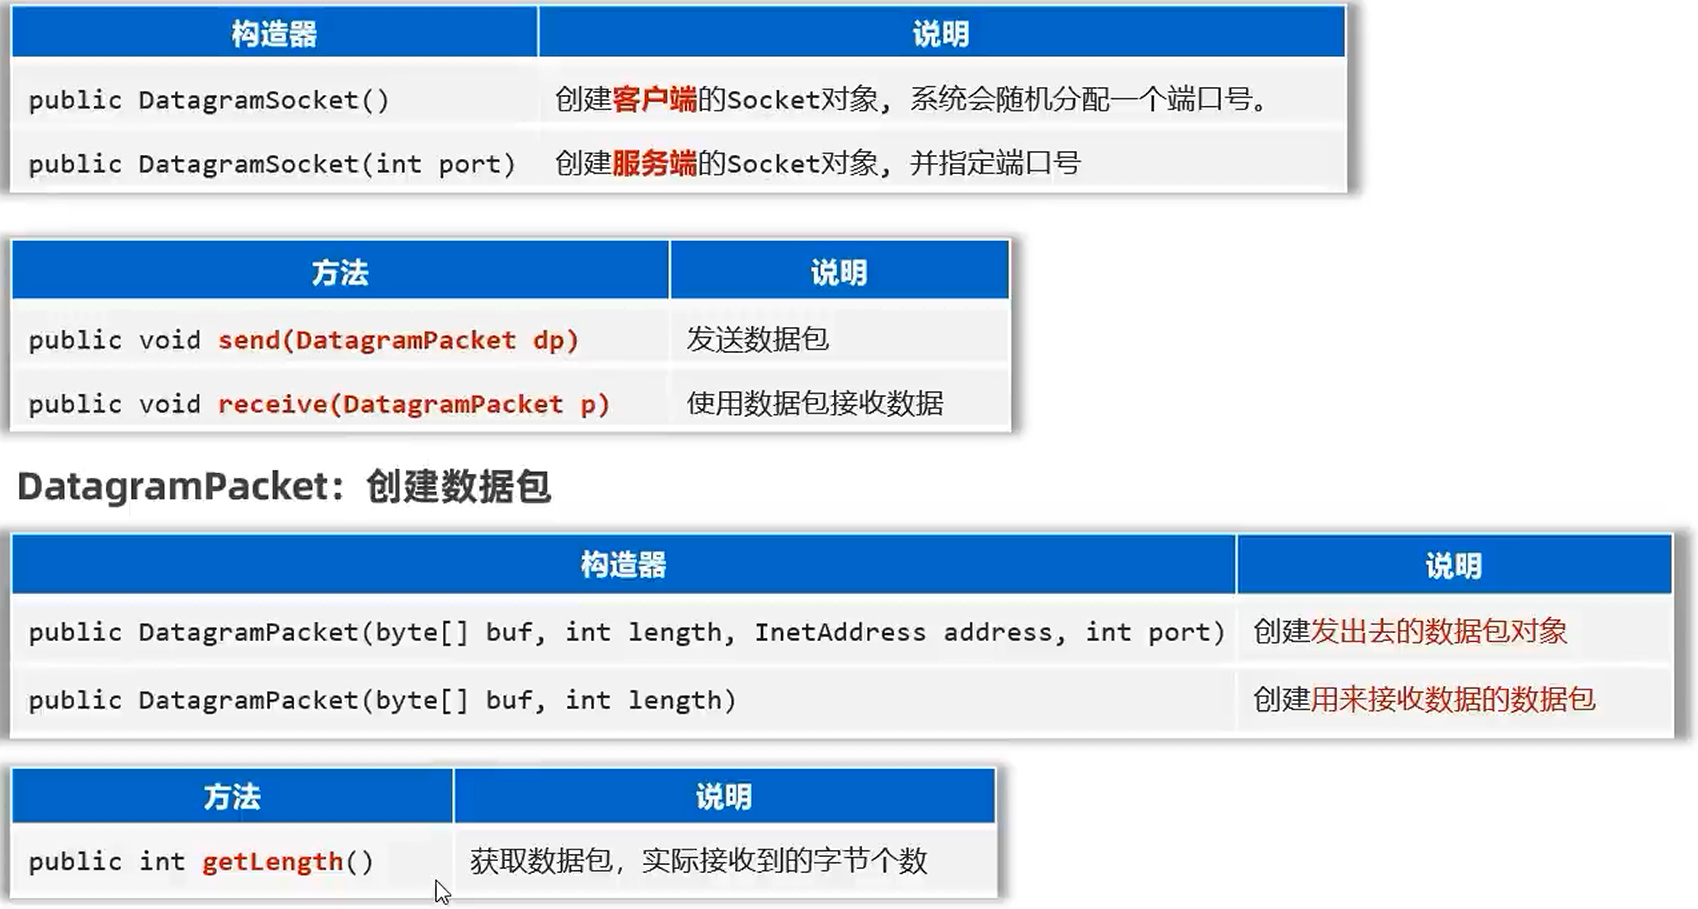 构造器 说明
public DatagramSocket() 创建客户端的Socket对象, 系统会随机分配一个端口号。
public DatagramSocket(int port) 创建服务端的Socket对象, 并指定端口号
方法 说明
public void send(DatagramPacket dp) 发送数据包
public void receive(DatagramPacket p) 使用数据包接收数据
DatagramPacket：创建数据包
构造器 说明
public DatagramPacket(byte[] buf, int length, InetAddress address, int port) 创建发出去的数据包对象
public DatagramPacket(byte[] buf, int length) 创建用来接收数据的数据包
方法 说明
public int getLength() 获取数据包，实际接收到的字节个数